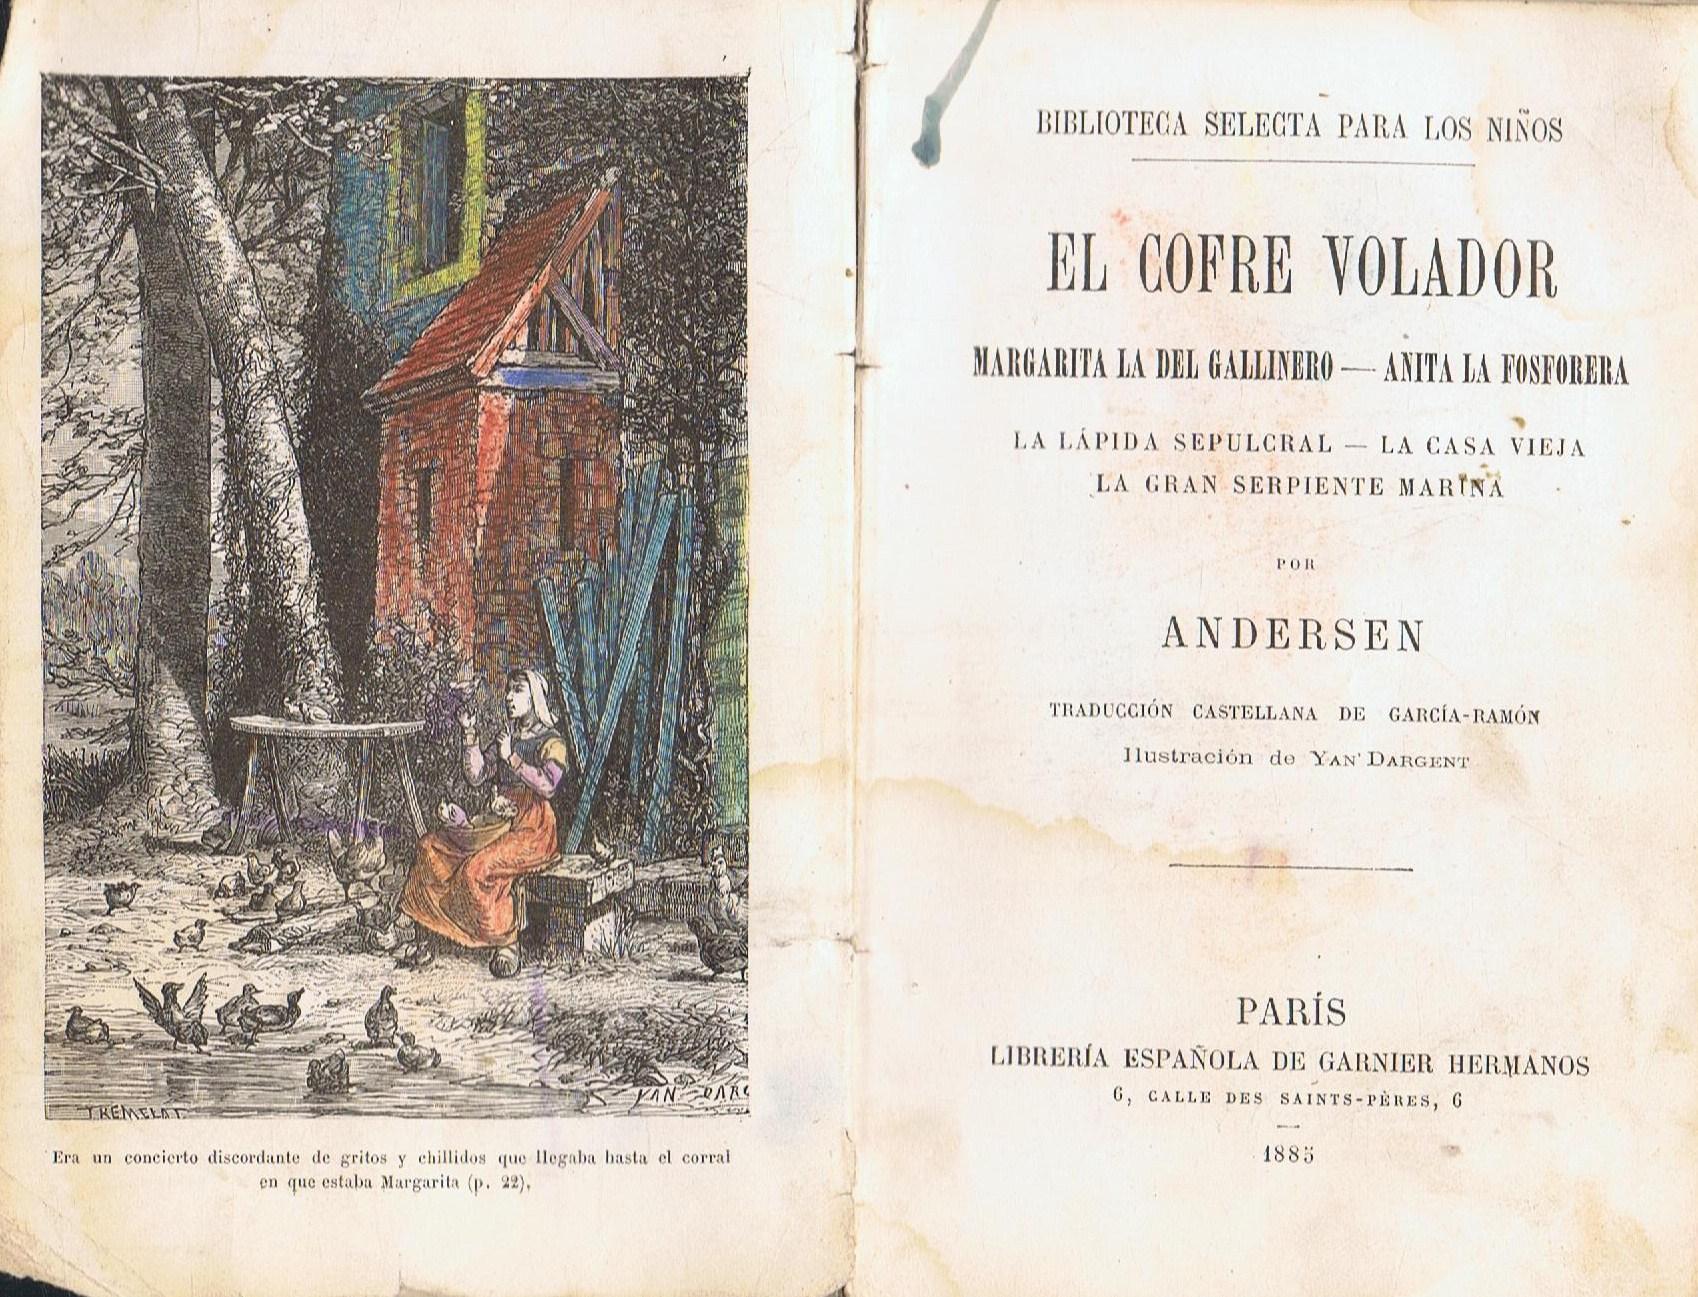 TREMELAT
YAN' DARG
Era un concierto discordante de gritos y chillidos que llegaba hasta el corral
en que estaba Margarita (p. 22).
BIBLIOTECA SELECTA PARA LOS NIÑOS
EL COFRE VOLADOR
MARGARITA LA DEL GALLINERO — ANITA LA FOSFORERA
LA LÁPIDA SEPULCRAL — LA CASA VIEJA
LA GRAN SERPIENTE MARINA
POR
ANDERSEN
TRADUCCIÓN CASTELLANA DE GARCÍA-RAMÓN
Ilustración de YAN' DARGENT
PARÍS
LIBRERÍA ESPAÑOLA DE GARNIER HERMANOS
6, CALLE DES SAINTS-PÈRES, 6
1885